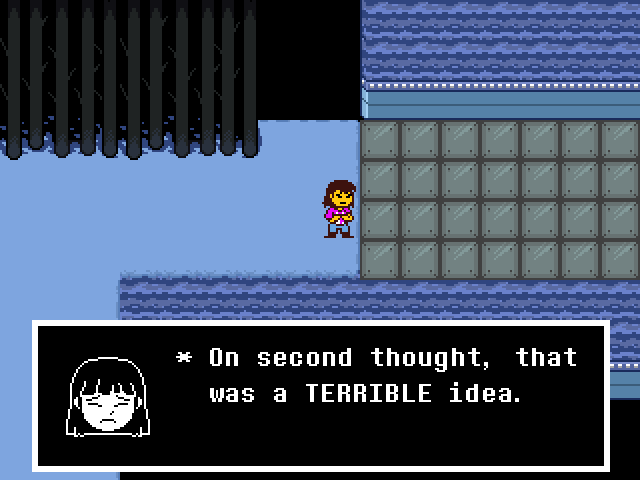 * On second thought, that
was a TERRIBLE idea.